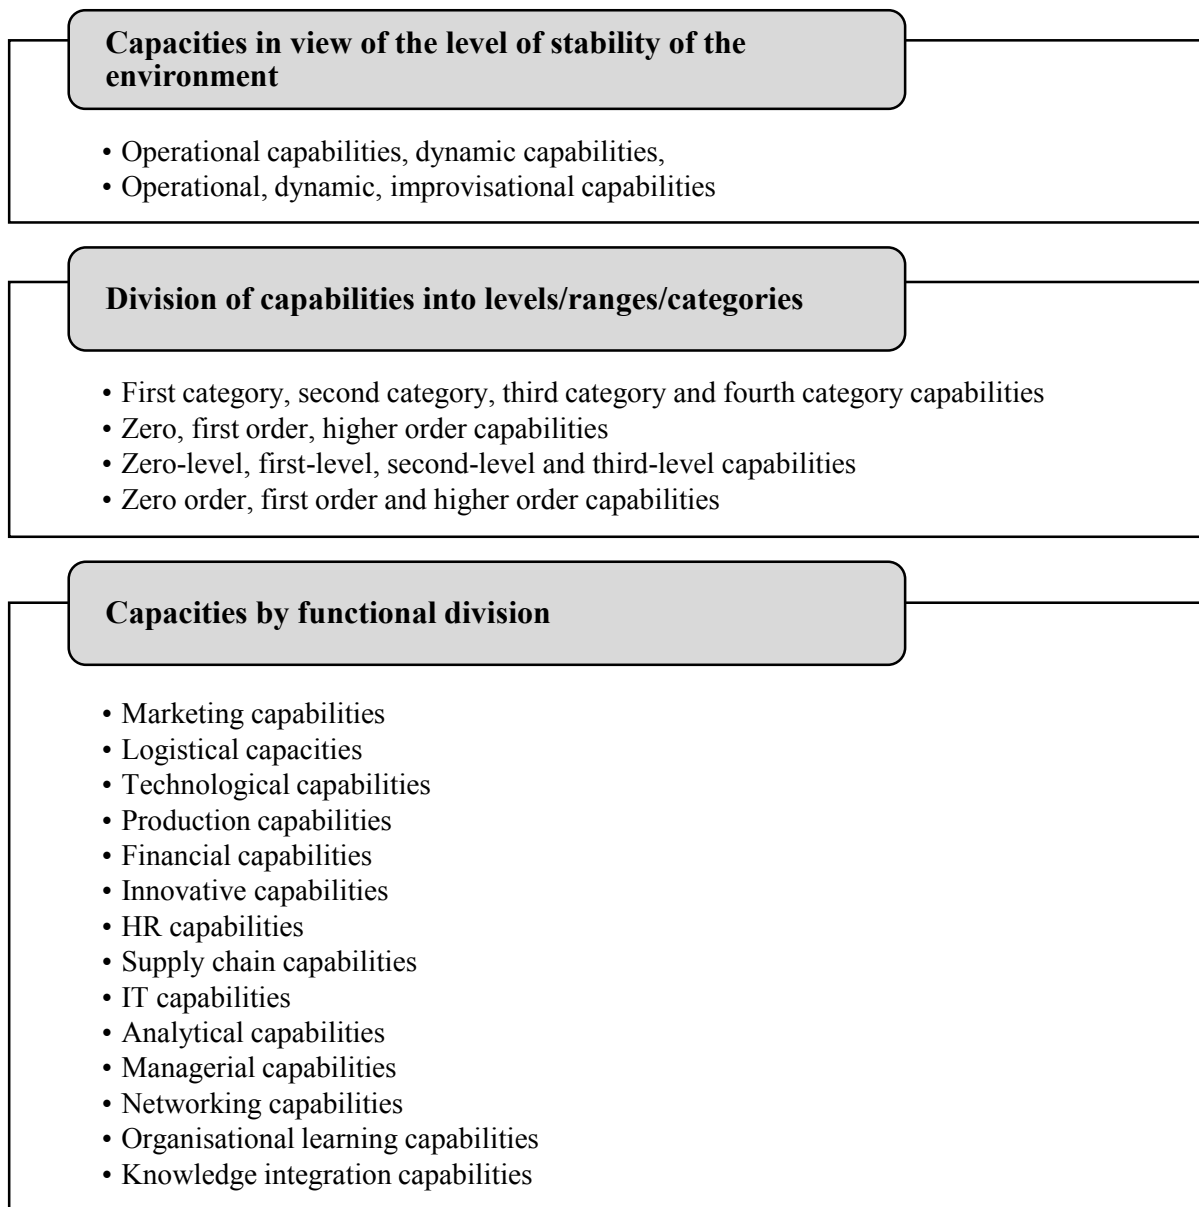 Capacities in view of the level of stability of the
environment
• Operational capabilities, dynamic capabilities,
• Operational, dynamic, improvisational capabilities
Division of capabilities into levels/ranges/categories
• First category, second category, third category and fourth category capabilities
• Zero, first order, higher order capabilities
• Zero-level, first-level, second-level and third-level capabilities
• Zero order, first order and higher order capabilities
Capacities by functional division
• Marketing capabilities
• Logistical capacities
• Technological capabilities
• Production capabilities
• Financial capabilities
• Innovative capabilities
• HR capabilities
• Supply chain capabilities
• IT capabilities
• Analytical capabilities
• Managerial capabilities
• Networking capabilities
• Organisational learning capabilities
• Knowledge integration capabilities